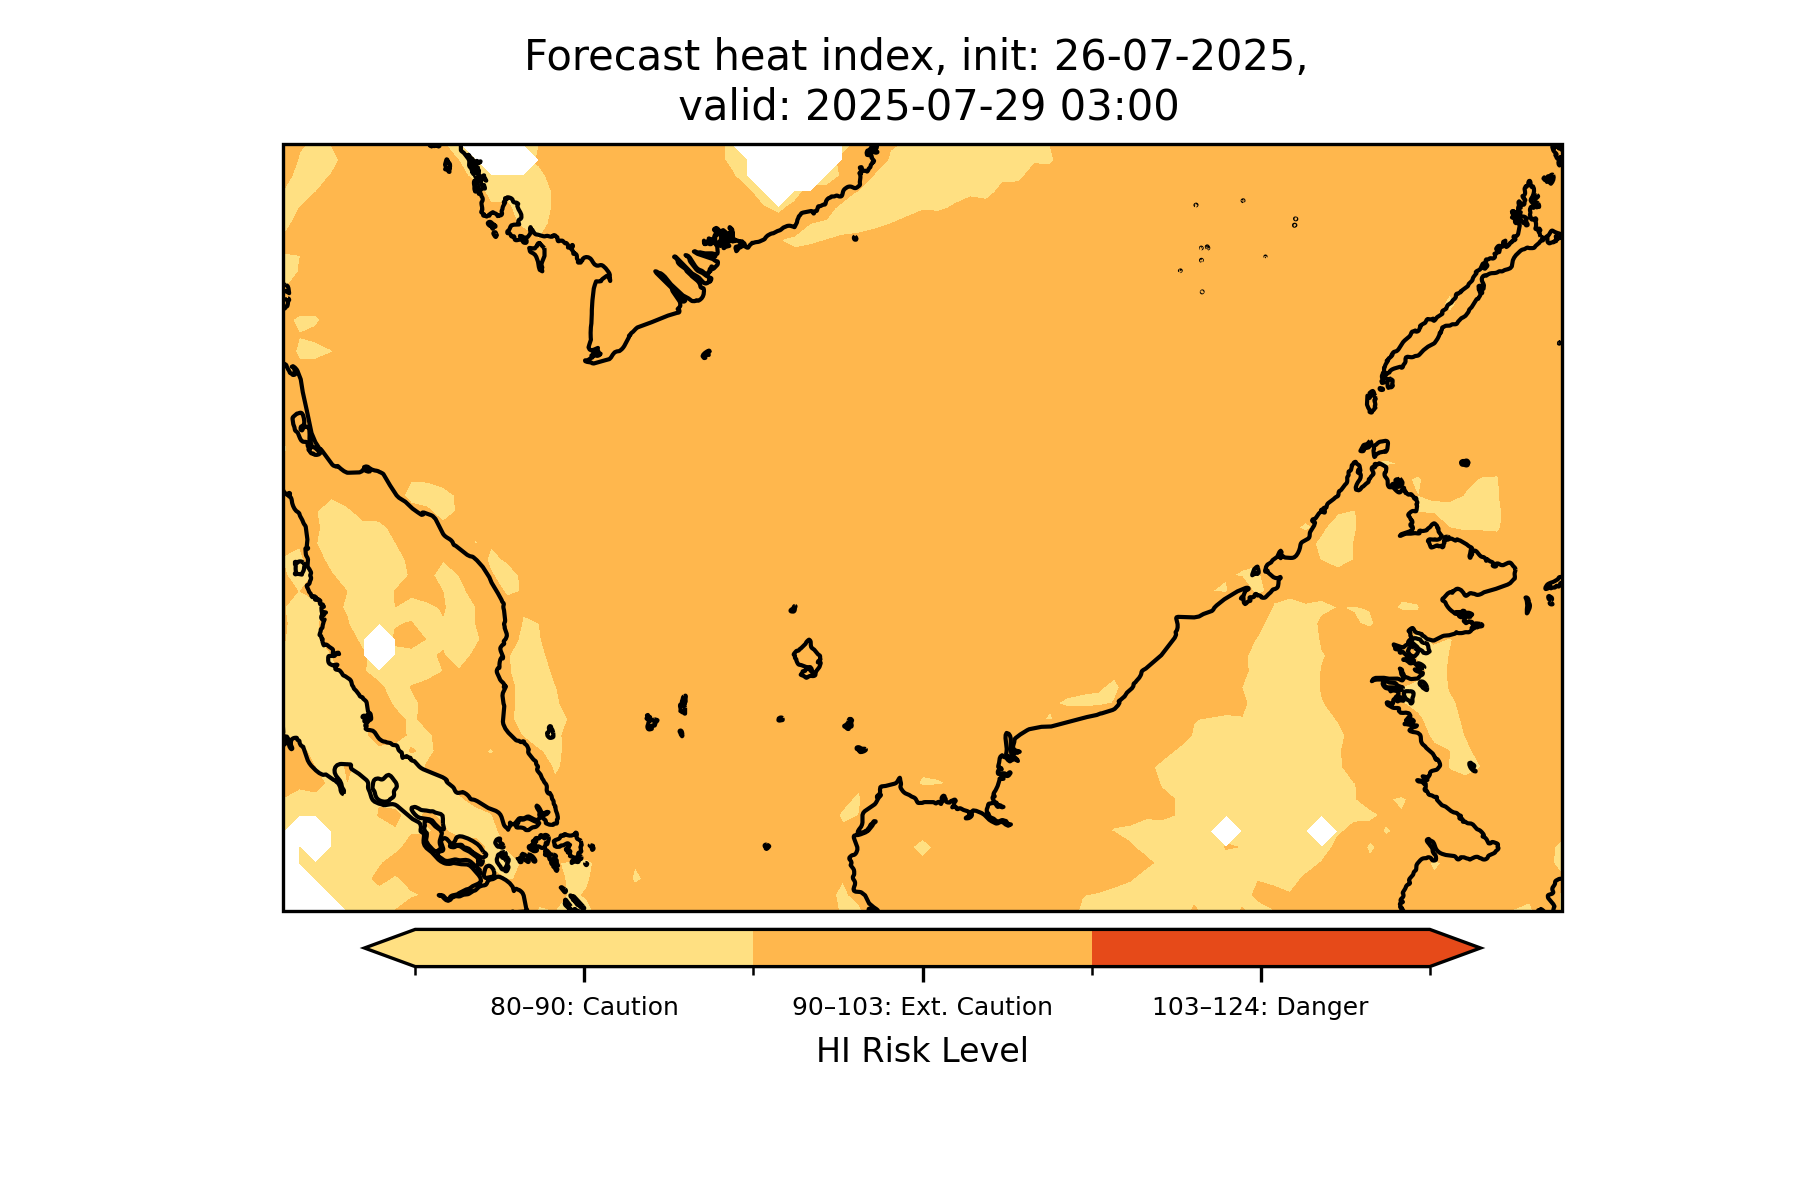 Forecast heat index, init: 26-07-2025,
valid: 2025-07-29 03:00
80–90: Caution
90–103: Ext. Caution
103–124: Danger
HI Risk Level